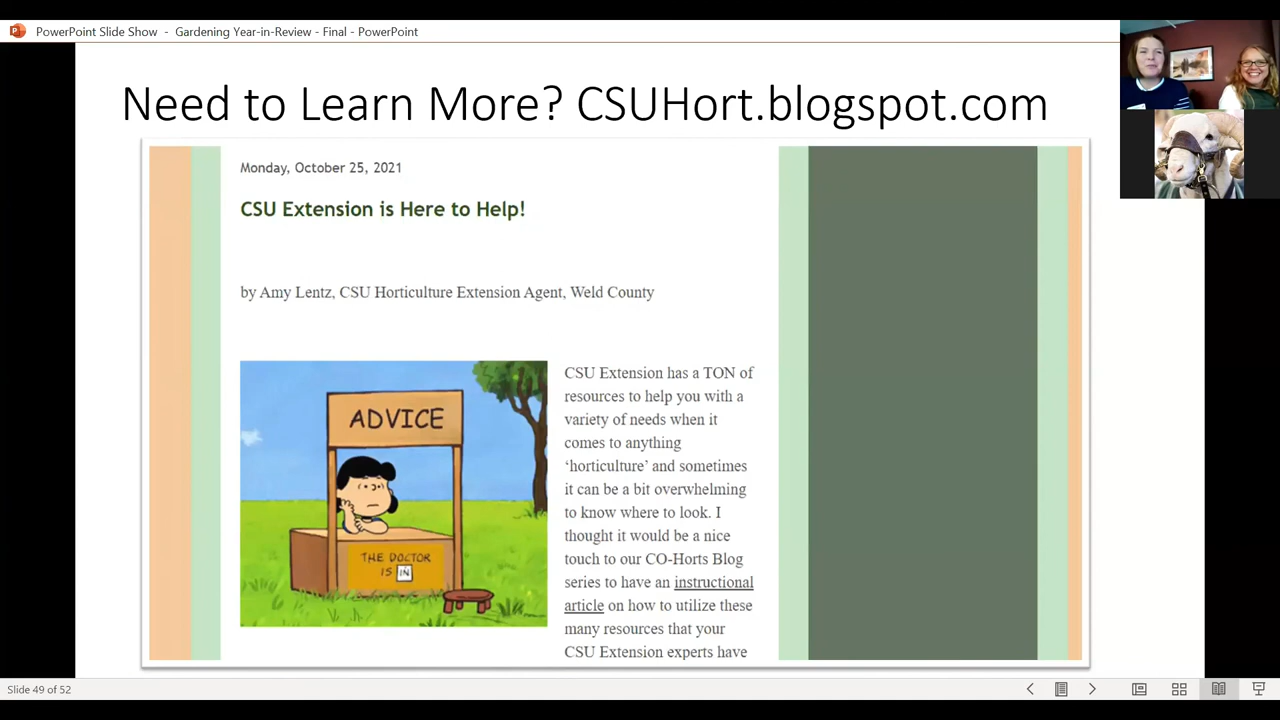 PowerPoint Slide Show - Gardening Year-in-Review - Final - PowerPoint
Need to Learn More? CSUHort.blogspot.com
Monday, October 25, 2021
CSU Extension is Here to Help!
by Amy Lentz, CSU Horticulture Extension Agent, Weld County
ADVICE
THE DOCTOR
IS IN
CSU Extension has a TON of
resources to help you with a
variety of needs when it
comes to anything
‘horticulture’ and sometimes
it can be a bit overwhelming
to know where to look. I
thought it would be a nice
touch to our CO-Horts Blog
series to have an instructional
article on how to utilize these
many resources that your
CSU Extension experts have
Slide 49 of 52